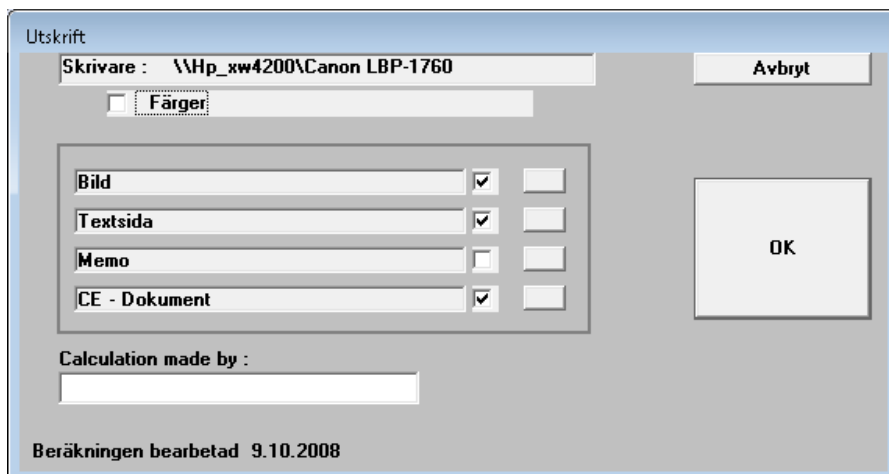 Utskrift
Skrivare : \\Hp_xw4200\Canon LBP-1760
Avbryt
Färger
Bild
Textsida
Memo
CE - Dokument
OK
Calculation made by :
Beräkningen bearbetad 9.10.2008